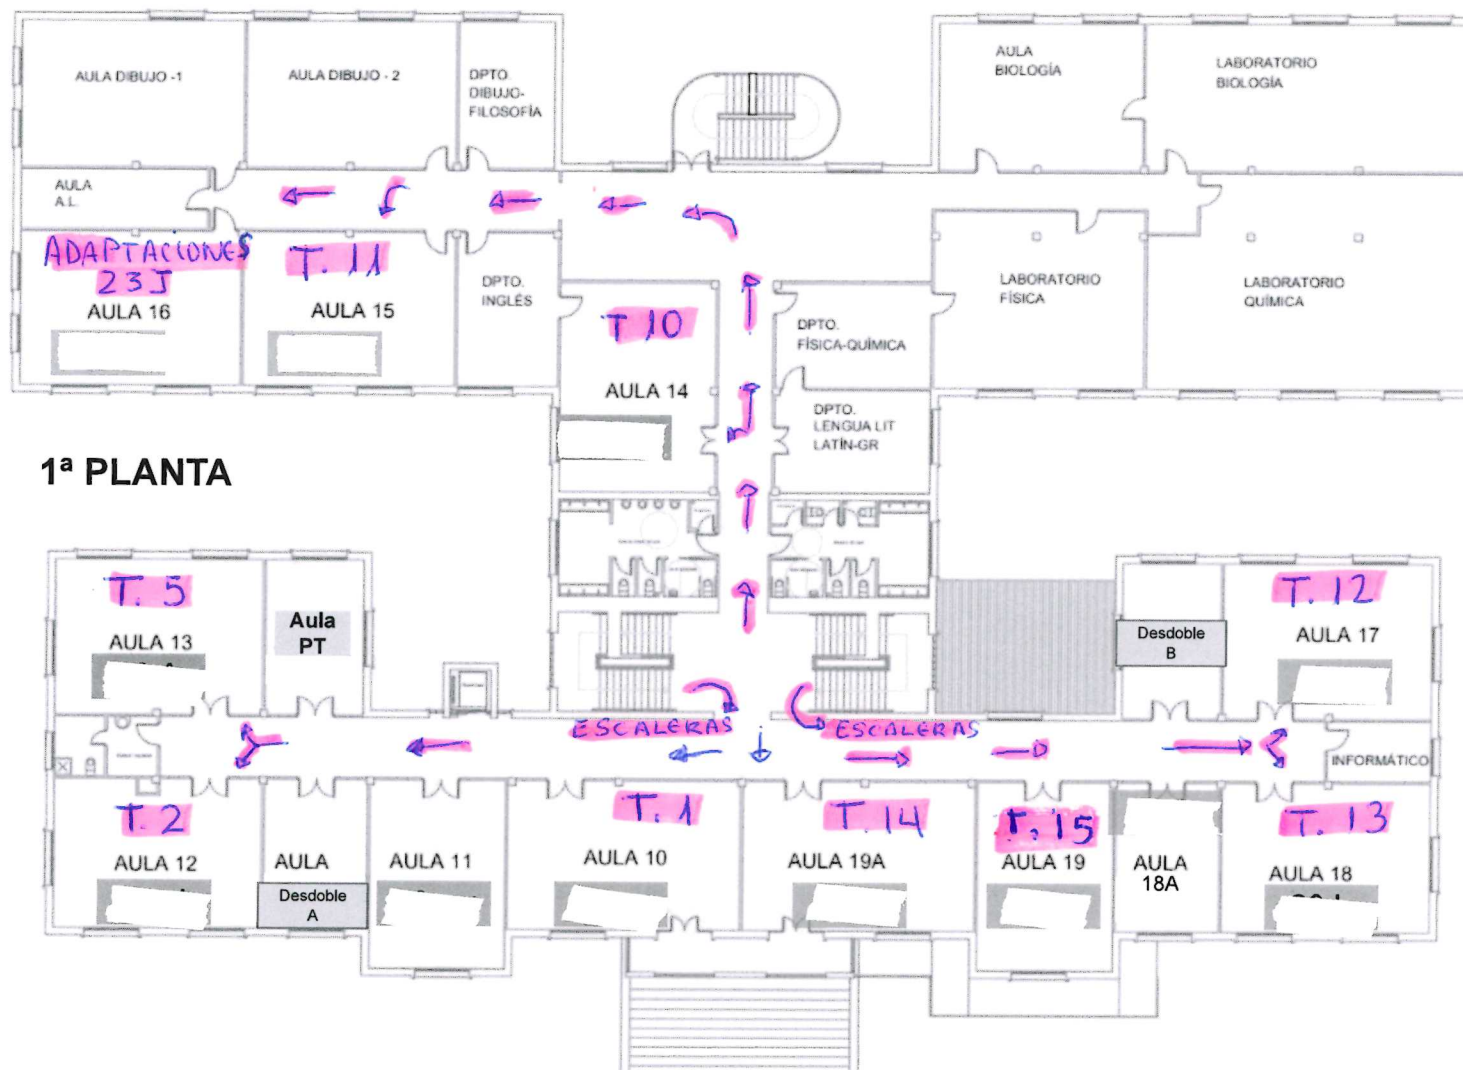 AULA DIBUJO -1
AULA DIBUJO - 2
DPTO.
DIBUJO-
FILOSOFÍA
AULA
BIOLOGÍA
LABORATORIO
BIOLOGÍA
AULA
A.L.
ADAPTACIONES
23J
AULA 16
T. 11
AULA 15
DPTO.
INGLÉS
T 10
AULA 14
DPTO.
FÍSICA-QUÍMICA
LABORATORIO
FÍSICA
LABORATORIO
QUÍMICA
DPTO.
LENGUA LIT
LATÍN-GR
1ª PLANTA
T. 5
AULA 13
Aula
PT
Desdoble
B
T. 12
AULA 17
ESCALERAS
ESCALERAS
INFORMÁTICO
T. 2
AULA 12
AULA
Desdoble
A
AULA 11
T. 1
AULA 10
T. 14
AULA 19A
T. 15
AULA 19
AULA
18A
T. 13
AULA 18